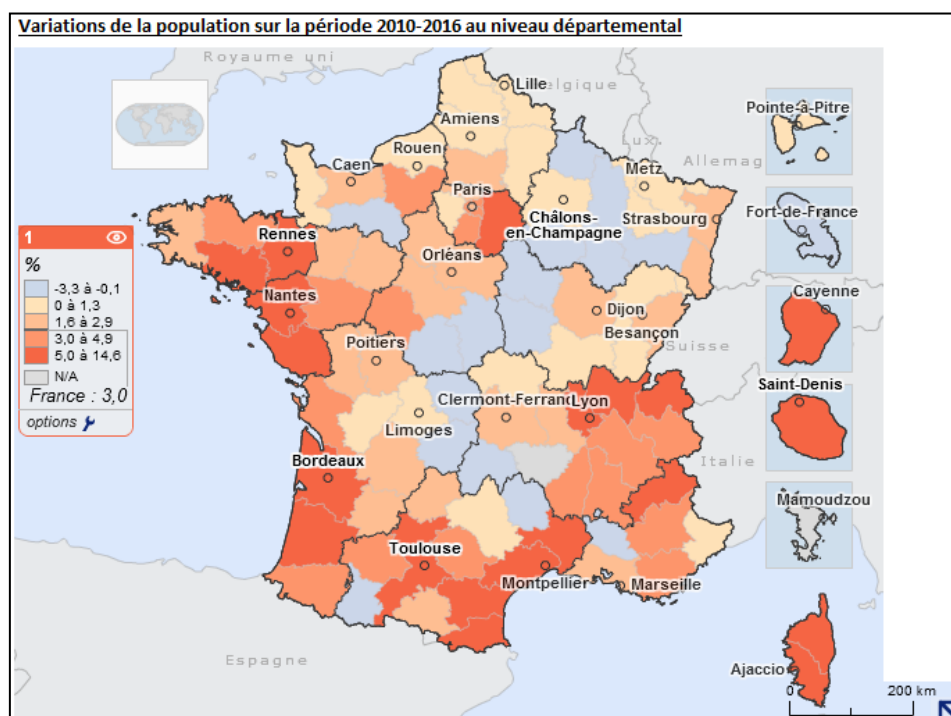 Variations de la population sur la période 2010-2016 au niveau départemental
Royaume uni
Belgique
Lille
Amiens
Pointe-à-Pitre
Rouen
Lux.
Allemag
Caen
Metz
Paris
Fort-de-France
Châlons-
en-Champagne
Strasbourg
Rennes
1
Orléans
%
-3,3 à -0,1
0 à 1,3
1,6 à 2,9
3,0 à 4,9
5,0 à 14,6
N/A
France : 3,0
options
Nantes
Dijon
Besançon
Cayenne
Poitiers
Suisse
Saint-Denis
Clermont-Ferrand
Lyon
Limoges
Bordeaux
Italie
Mamoudzou
Toulouse
Montpellier
Marseille
Espagne
Ajaccio
0
200 km